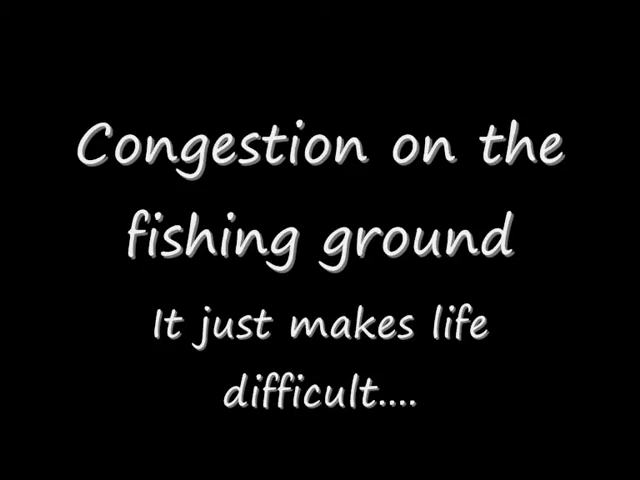 Congestion on the
fishing ground
It just makes life
difficult....